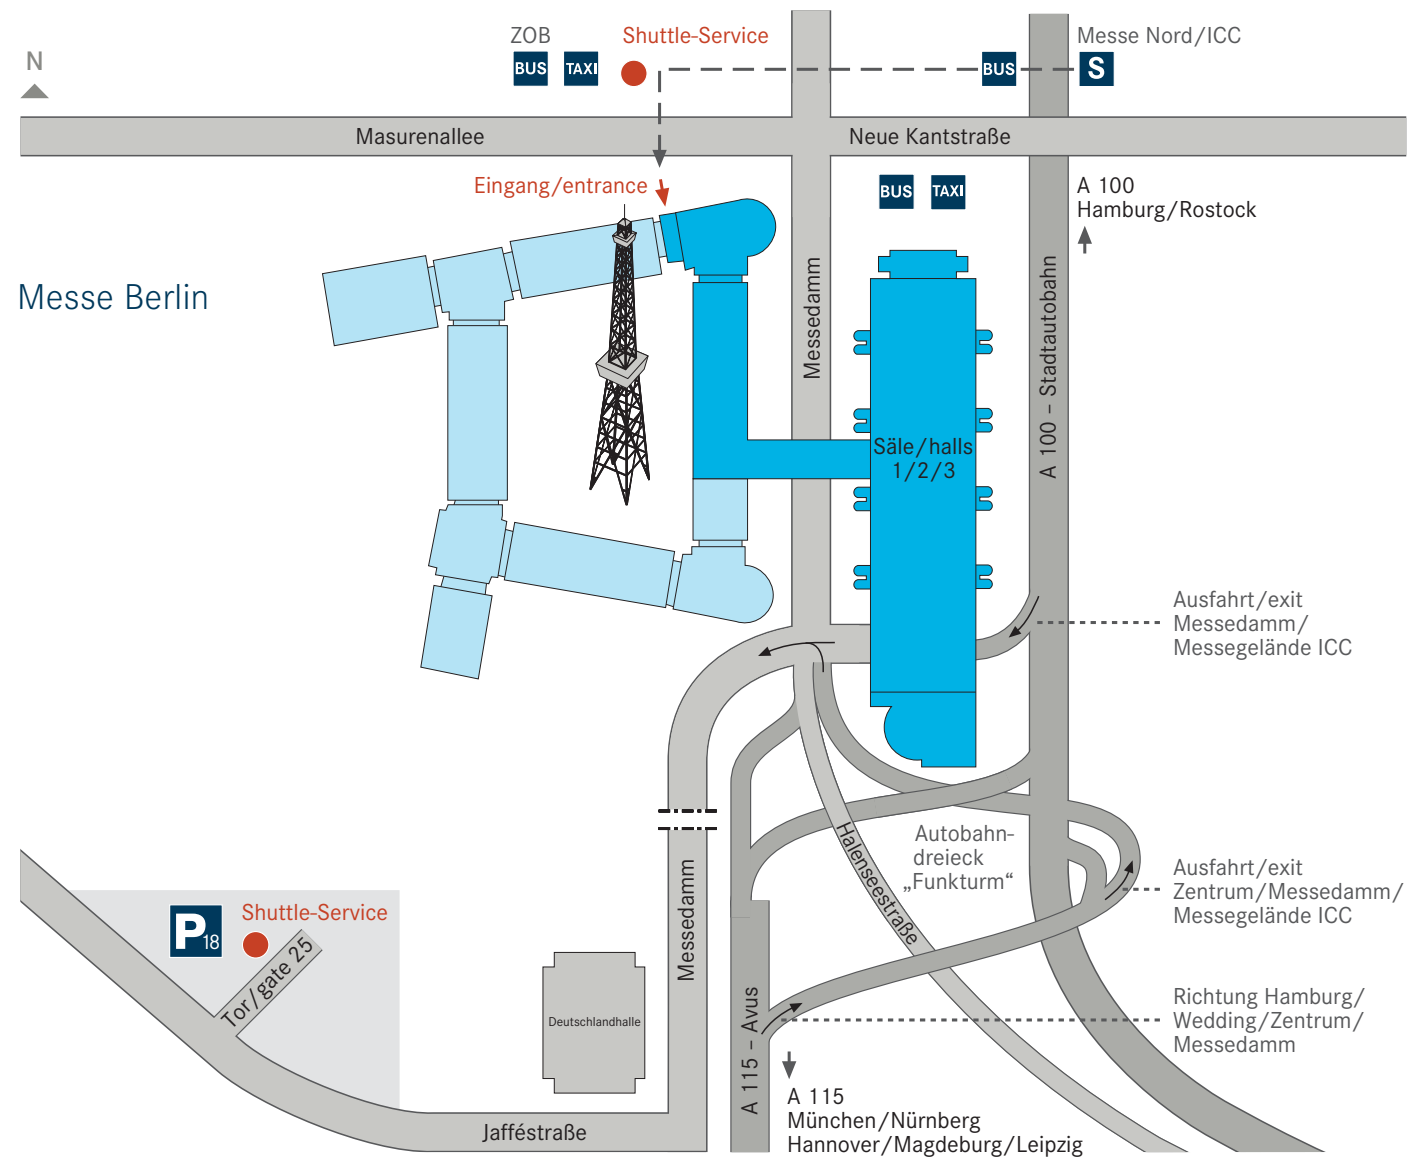 ZOB
Shuttle-Service
Messe Nord/ICC
N
BUS
TAXI
BUS
S
Masurenallee
Neue Kantstraße
Eingang/entrance
BUS
TAXI
A 100
Hamburg/Rostock
Messe Berlin
Messedamm
A 100 – Stadtautobahn
Säle/halls
1/2/3
Ausfahrt/exit
Messedamm/
Messegelände ICC
Halenseestraße
Autobahn-
dreieck
„Funkturm“
Ausfahrt/exit
Zentrum/Messedamm/
Messegelände ICC
P18
Shuttle-Service
Tor/gate 25
Messedamm
Deutschlandhalle
A 115 – Avus
Richtung Hamburg/
Wedding/Zentrum/
Messedamm
A 115
München/Nürnberg
Hannover/Magdeburg/Leipzig
Jafféstraße